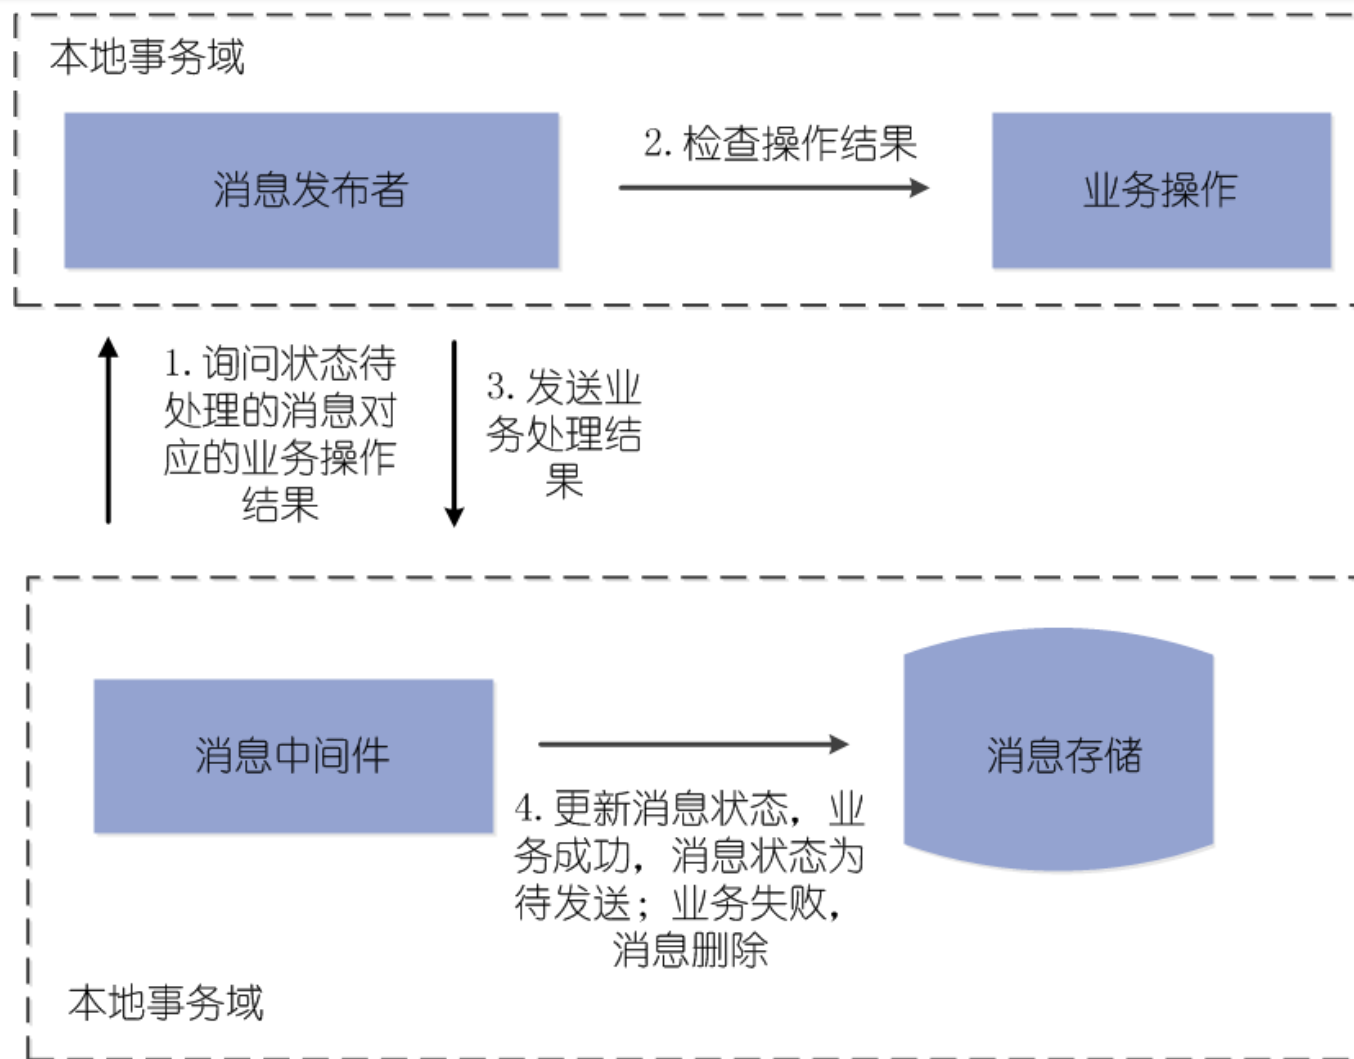 本地事务域
消息发布者
2. 检查操作结果
业务操作
1. 询问状态待
处理的消息对
应的业务操作
结果
3. 发送业
务处理结
果
消息中间件
消息存储
4. 更新消息状态，业
务成功，消息状态为
待发送；业务失败，
消息删除
本地事务域